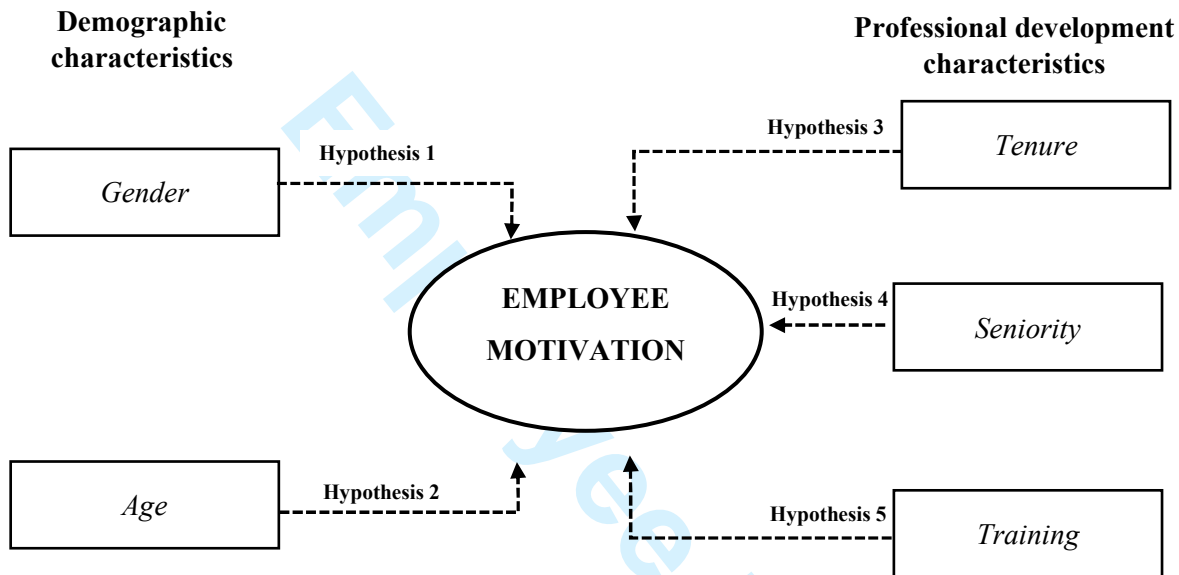 Demographic
characteristics
Professional development
characteristics
Hypothesis 1
Gender
Hypothesis 3
Tenure
EMPLOYEE
MOTIVATION
Hypothesis 4
Seniority
Hypothesis 2
Age
Hypothesis 5
Training